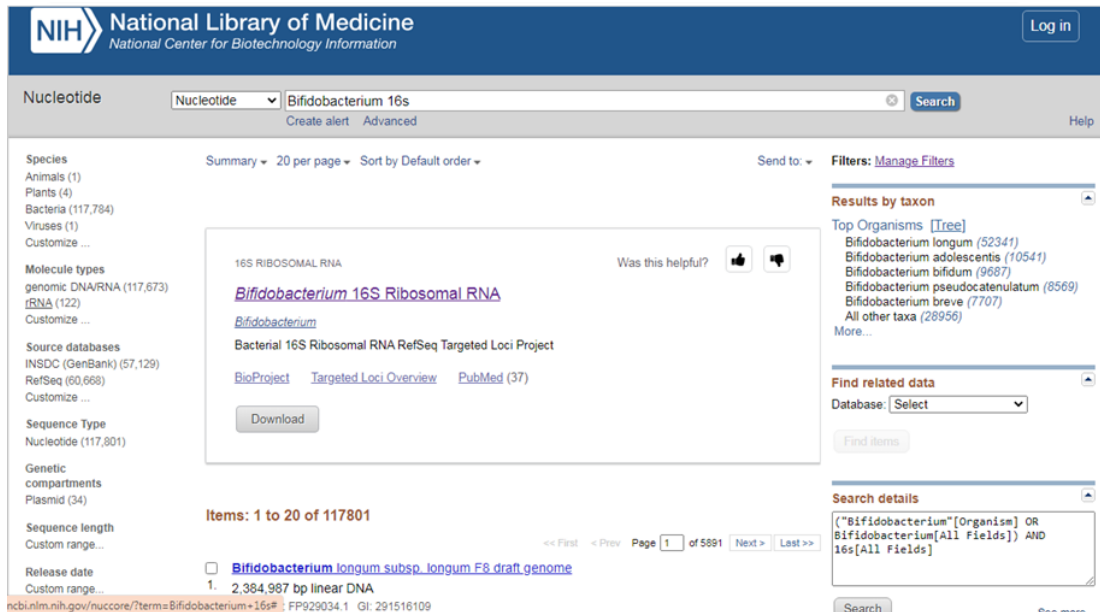 NIH National Library of Medicine
National Center for Biotechnology Information
Log in
Nucleotide
Nucleotide
Bifidobacterium 16s
Search
Create alert Advanced
Help
Species
Animals (1)
Plants (4)
Bacteria (117,784)
Viruses (1)
Customize ...
Molecule types
genomic DNA/RNA (117,673)
rRNA (122)
Customize ...
Source databases
INSDC (GenBank) (57,129)
RefSeq (60,668)
Customize ...
Sequence Type
Nucleotide (117,801)
Genetic
compartments
Plasmid (34)
Sequence length
Custom range...
Release date
Custom range...
Summary 20 per page Sort by Default order
Send to:
16S RIBOSOMAL RNA
Was this helpful?
Bifidobacterium 16S Ribosomal RNA
Bifidobacterium
Bacterial 16S Ribosomal RNA RefSeq Targeted Loci Project
BioProject Targeted Loci Overview PubMed (37)
Download
Items: 1 to 20 of 117801
<< First < Prev Page 1 of 5891 Next > Last >>
Bifidobacterium longum subsp. longum F8 draft genome
1. 2,384,987 bp linear DNA
ncbi.nlm.nih.gov/nuccore/?term=Bifidobacterium+16s# : FP929034.1 GI: 291516109
Filters: Manage Filters
Results by taxon
Top Organisms [Tree]
Bifidobacterium longum (52341)
Bifidobacterium adolescentis (10541)
Bifidobacterium bifidum (9687)
Bifidobacterium pseudocatenulatum (8569)
Bifidobacterium breve (7707)
All other taxa (28956)
More...
Find related data
Database: Select
Find items
Search details
("Bifidobacterium"[Organism] OR
Bifidobacterium[All Fields]) AND
16s[All Fields]
Search
See more